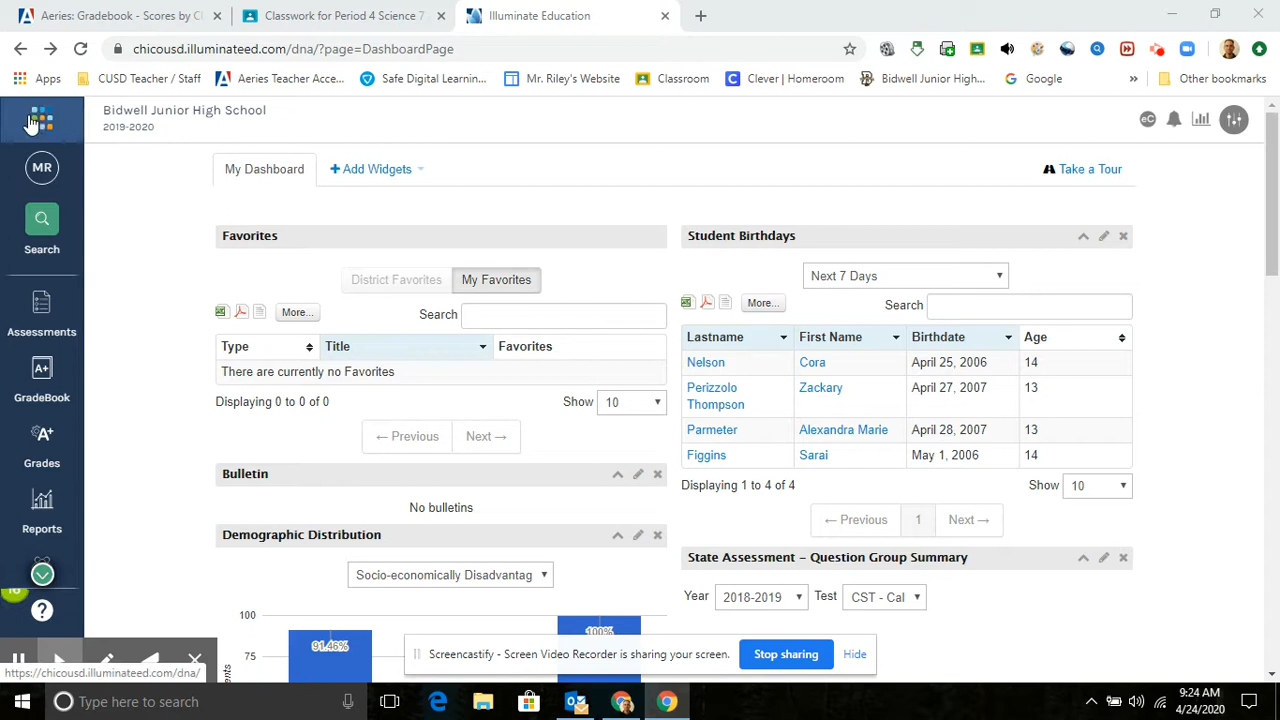 Aeries: Gradebook - Scores by Cl
Classwork for Period 4 Science 7
Illuminate Education
chicousd.illuminateed.com/dna/?page=DashboardPage
Apps
CUSD Teacher / Staff
Aeries Teacher Acce...
Safe Digital Learning...
Mr. Riley's Website
Classroom
Clever | Homeroom
Bidwell Junior High...
Google
»
Other bookmarks
Bidwell Junior High School
2019-2020
eC
MR
Search
Assessments
A+
GradeBook
A+
Grades
Reports
16
?
My Dashboard
+ Add Widgets
Take a Tour
Favorites
District Favorites
My Favorites
More...
Search
Type
Title
Favorites
There are currently no Favorites
Displaying 0 to 0 of 0
Show
10
← Previous
Next →
Bulletin
No bulletins
Demographic Distribution
Socio-economically Disadvantag
100
75
91.46%
100%
Student Birthdays
Next 7 Days
More...
Search
Lastname First Name Birthdate Age
Nelson Cora April 25, 2006 14
Perizzolo Thompson Zackary April 27, 2007 13
Parmeter Alexandra Marie April 28, 2007 13
Figgins Sarai May 1, 2006 14
Displaying 1 to 4 of 4
Show
10
← Previous
1
Next →
State Assessment – Question Group Summary
Year
2018-2019
Test
CST - Cal
Screencastify - Screen Video Recorder is sharing your screen.
Stop sharing
Hide
https://chicousd.illuminateed.com/dna/
Type here to search
9:24 AM
4/24/2020